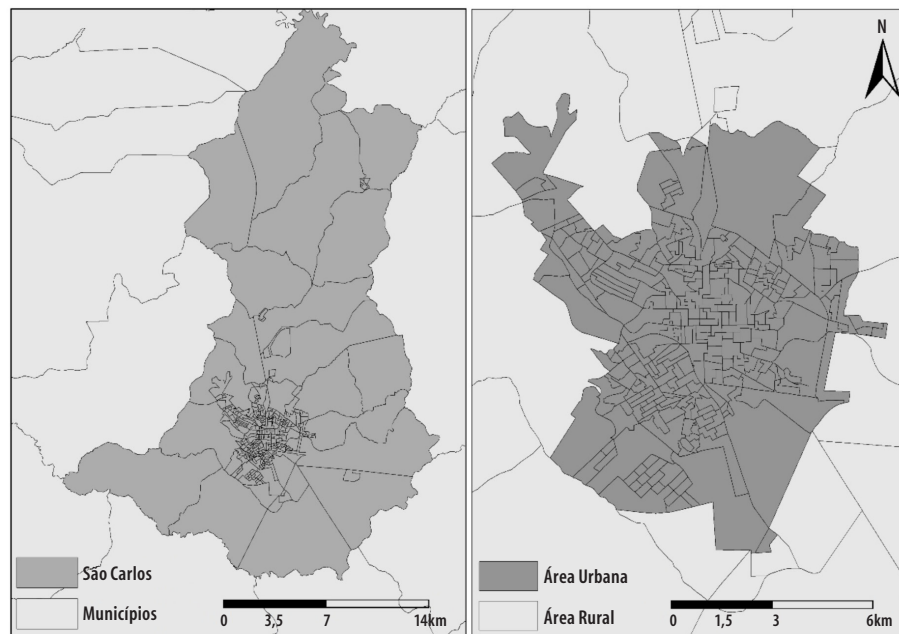 São Carlos
Municípios
0 3,5 7 14km
N
Área Urbana
Área Rural
0 1,5 3 6km